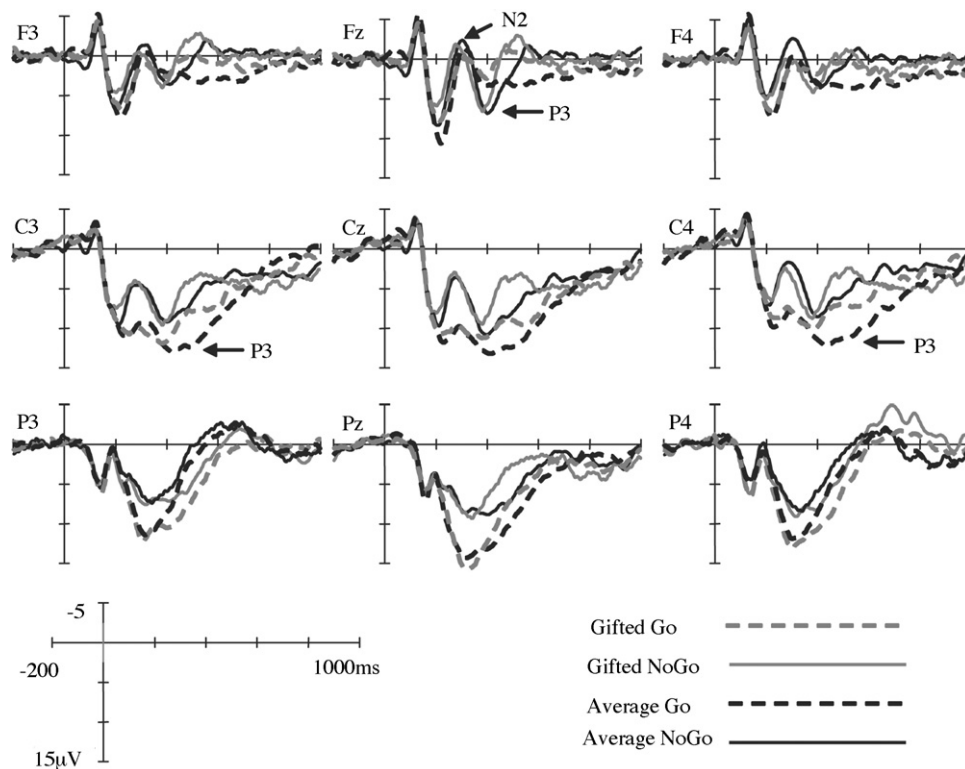 F3
Fz
N2
F4
P3
C3
Cz
C4
P3
P3
P3
Pz
P4
-5
-200
1000ms
15μV
Gifted Go
Gifted NoGo
Average Go
Average NoGo